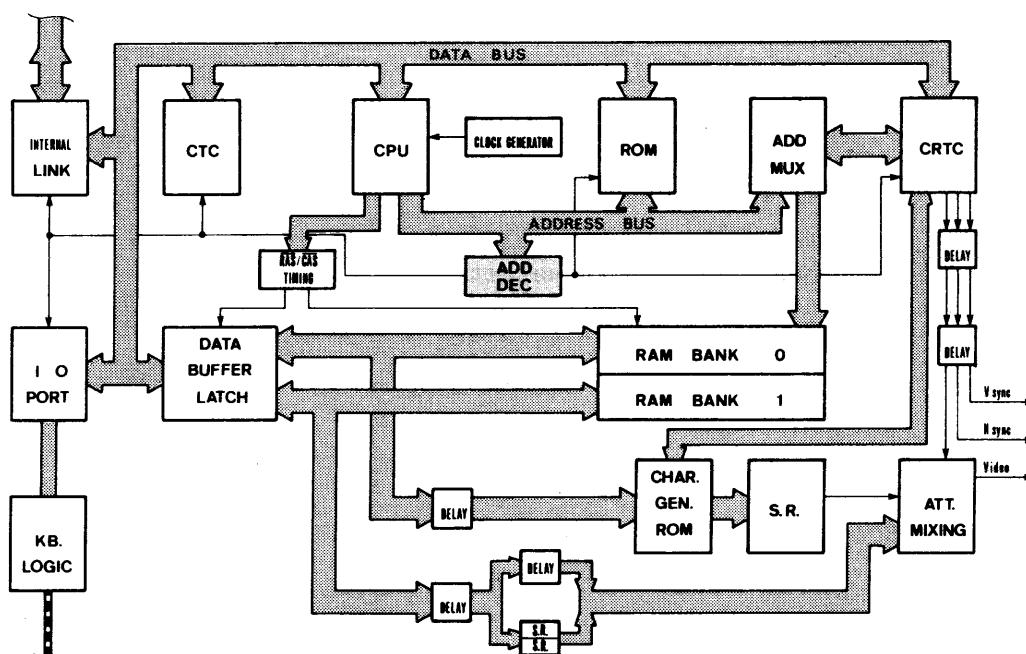 DATA BUS
INTERNAL
LINK
CTC
CPU
CLOCK GENERATOR
ROM
ADD
MUX
CRTC
ADDRESS BUS
DELAY
RAS/CAS
TIMING
ADD
DEC
I O
PORT
DATA
BUFFER
LATCH
RAM BANK 0
RAM BANK 1
DELAY
V sync
H sync
Video
KB.
LOGIC
DELAY
CHAR.
GEN.
ROM
S.R.
ATT.
MIXING
DELAY
DELAY
S.R.
S.R.